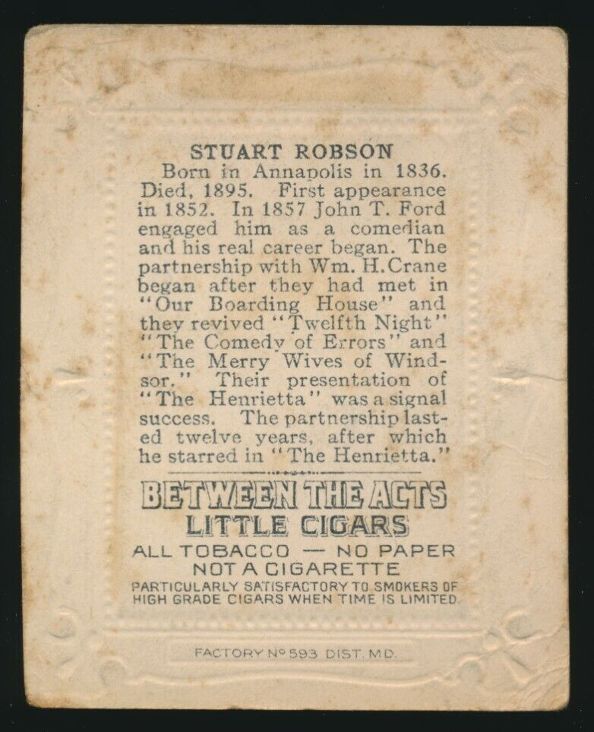 STUART ROBSON
Born in Annapolis in 1836.
Died, 1895. First appearance
in 1852. In 1857 John T. Ford
engaged him as a comedian
and his real career began. The
partnership with Wm. H. Crane
began after they had met in
"Our Boarding House" and
they revived "Twelfth Night"
"The Comedy of Errors" and
"The Merry Wives of Wind-
sor." Their presentation of
"The Henrietta" was a signal
success. The partnership last-
ed twelve years, after which
he starred in "The Henrietta."
BETWEEN THE ACTS
LITTLE CIGARS
ALL TOBACCO — NO PAPER
NOT A CIGARETTE
PARTICULARLY SATISFACTORY TO SMOKERS OF
HIGH GRADE CIGARS WHEN TIME IS LIMITED.
FACTORY Nº 593 DIST. MD.